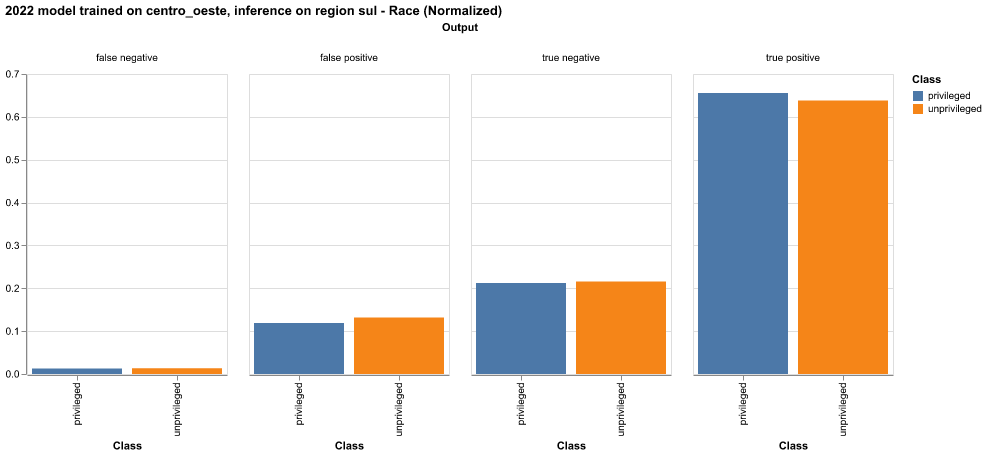 2022 model trained on centro_oeste, inference on region sul - Race (Normalized)
Output
false negative
false positive
true negative
true positive
0.7
0.6
0.5
0.4
0.3
0.2
0.1
0.0
privileged
unprivileged
privileged
unprivileged
privileged
unprivileged
privileged
unprivileged
Class
Class
Class
Class
Class
privileged
unprivileged